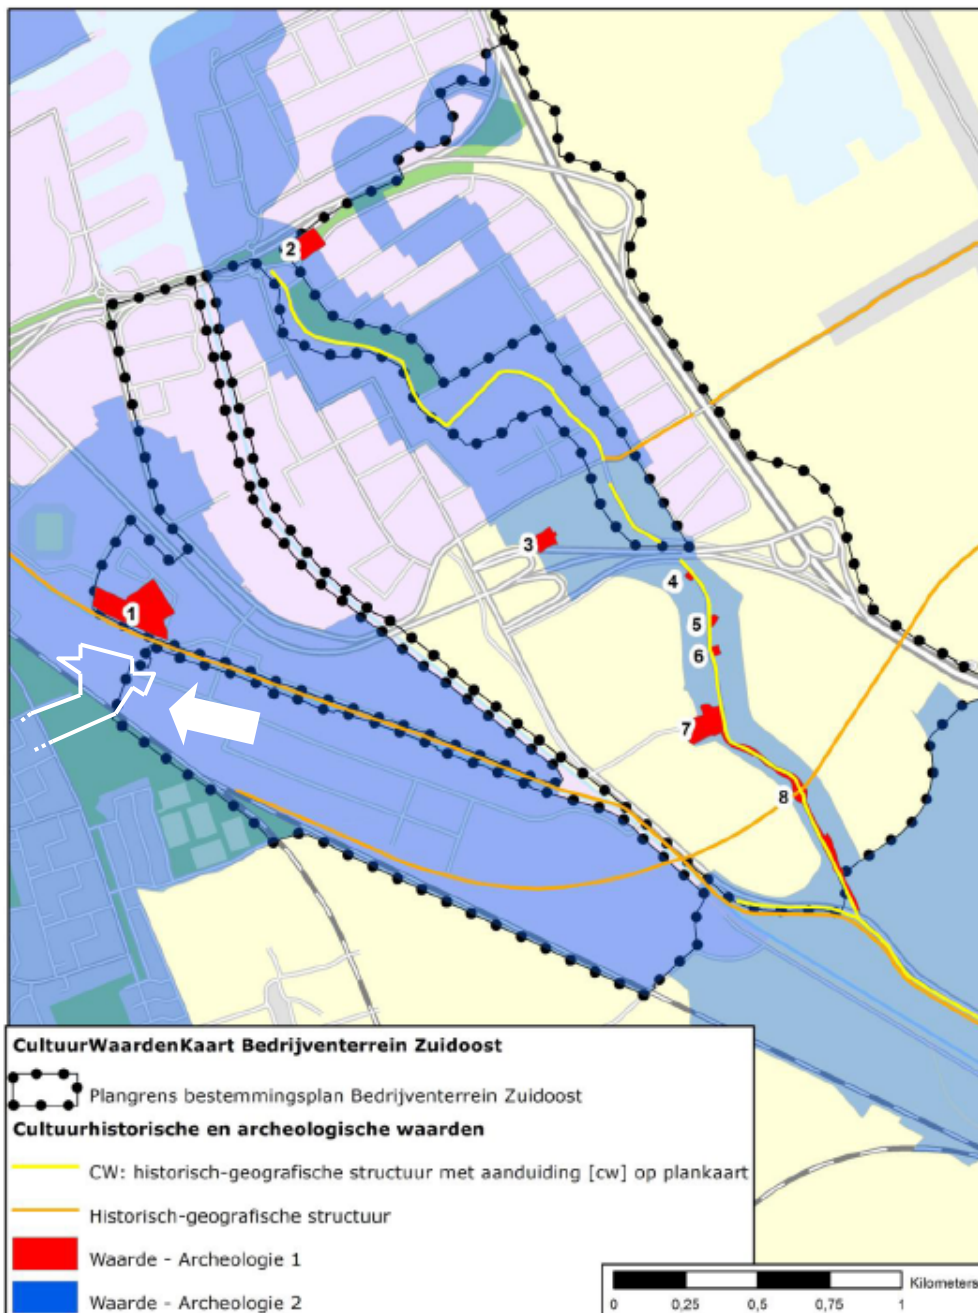 2
3
4
5
6
1
7
8
CultuurWaardenKaart Bedrijventerrein Zuidoost
Plangrens bestemmingsplan Bedrijventerrein Zuidoost
Cultuurhistorische en archeologische waarden
CW: historisch-geografische structuur met aanduiding [cw] op plankaart
Historisch-geografische structuur
Waarde - Archeologie 1
Waarde - Archeologie 2
Kilometers
0 0,25 0,5 0,75 1